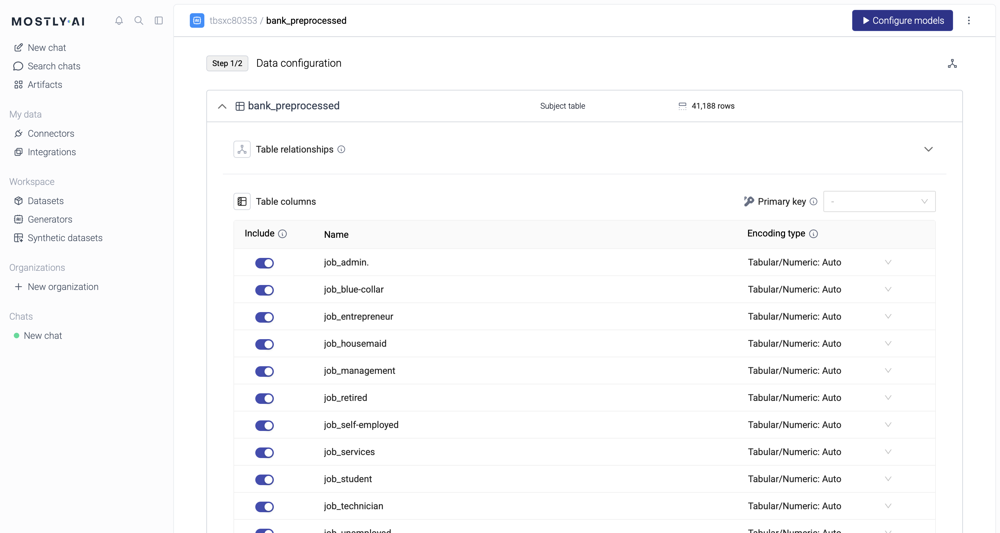 MOSTLY·AI
New chat
Search chats
Artifacts
My data
Connectors
Integrations
Workspace
Datasets
Generators
Synthetic datasets
Organizations
New organization
Chats
New chat
tbsxc80353 / bank_preprocessed
Configure models
Step 1/2 Data configuration
bank_preprocessed Subject table 41,188 rows
Table relationships
Table columns Primary key -
Include Name Encoding type
job_admin. Tabular/Numeric: Auto
job_blue-collar Tabular/Numeric: Auto
job_entrepreneur Tabular/Numeric: Auto
job_housemaid Tabular/Numeric: Auto
job_management Tabular/Numeric: Auto
job_retired Tabular/Numeric: Auto
job_self-employed Tabular/Numeric: Auto
job_services Tabular/Numeric: Auto
job_student Tabular/Numeric: Auto
job_technician Tabular/Numeric: Auto
job_unemployed Tabular/Numeric: Auto